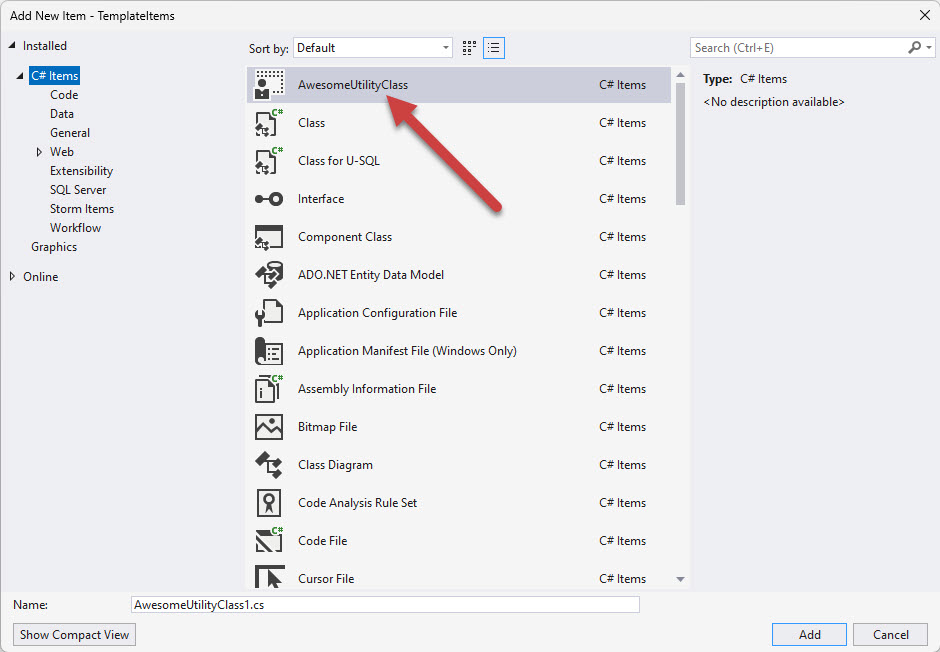 Add New Item - TemplateItems
Installed
C# Items
Code
Data
General
Web
Extensibility
SQL Server
Storm Items
Workflow
Graphics
Online
Sort by: Default
AwesomeUtilityClass C# Items
C# Class C# Items
C# Class for U-SQL C# Items
Interface C# Items
Component Class C# Items
ADO.NET Entity Data Model C# Items
Application Configuration File C# Items
Application Manifest File (Windows Only) C# Items
C# Assembly Information File C# Items
Bitmap File C# Items
Class Diagram C# Items
Code Analysis Rule Set C# Items
C# Code File C# Items
Cursor File C# Items
Search (Ctrl+E)
Type: C# Items
<No description available>
Name: AwesomeUtilityClass1.cs
Show Compact View
Add
Cancel